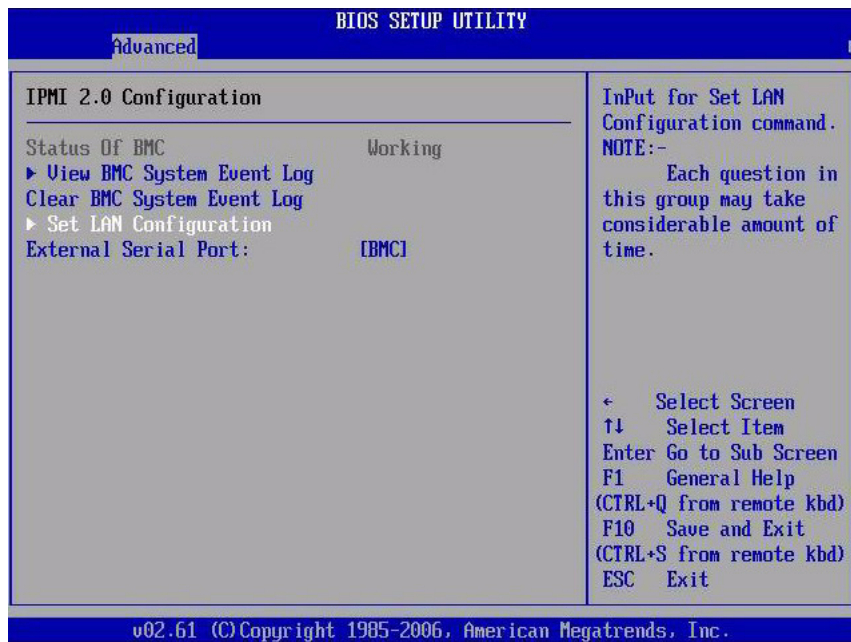 BIOS SETUP UTILITY
Advanced
IPMI 2.0 Configuration
Status Of BMC Working
▶ View BMC System Event Log
Clear BMC System Event Log
▶ Set LAN Configuration
External Serial Port: [BMC]
InPut for Set LAN
Configuration command.
NOTE:-
Each question in
this group may take
considerable amount of
time.
← Select Screen
↑↓ Select Item
Enter Go to Sub Screen
F1 General Help
(CTRL+Q from remote kbd)
F10 Save and Exit
(CTRL+S from remote kbd)
ESC Exit
v02.61 (C)Copyright 1985-2006, American Megatrends, Inc.